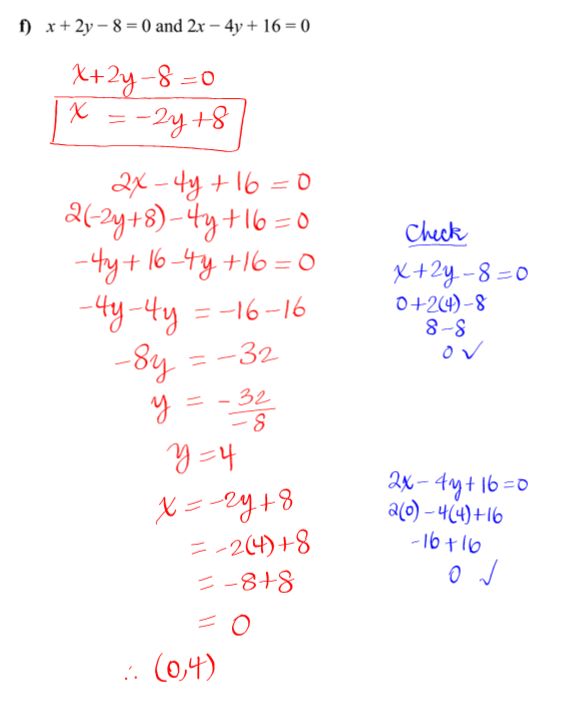 f) x + 2y − 8 = 0 and 2x − 4y + 16 = 0
x+2y-8=0
x = -2y+8
2x-4y+16=0
2(-2y+8)-4y+16=0
-4y+16-4y+16=0
-4y-4y = -16-16
-8y = -32
y = -32/-8
y=4
x=-2y+8
=-2(4)+8
=-8+8
= 0
∴ (0,4)
Check
x+2y-8=0
0+2(4)-8
8-8
0 ✓
2x-4y+16=0
2(0)-4(4)+16
-16+16
0 ✓